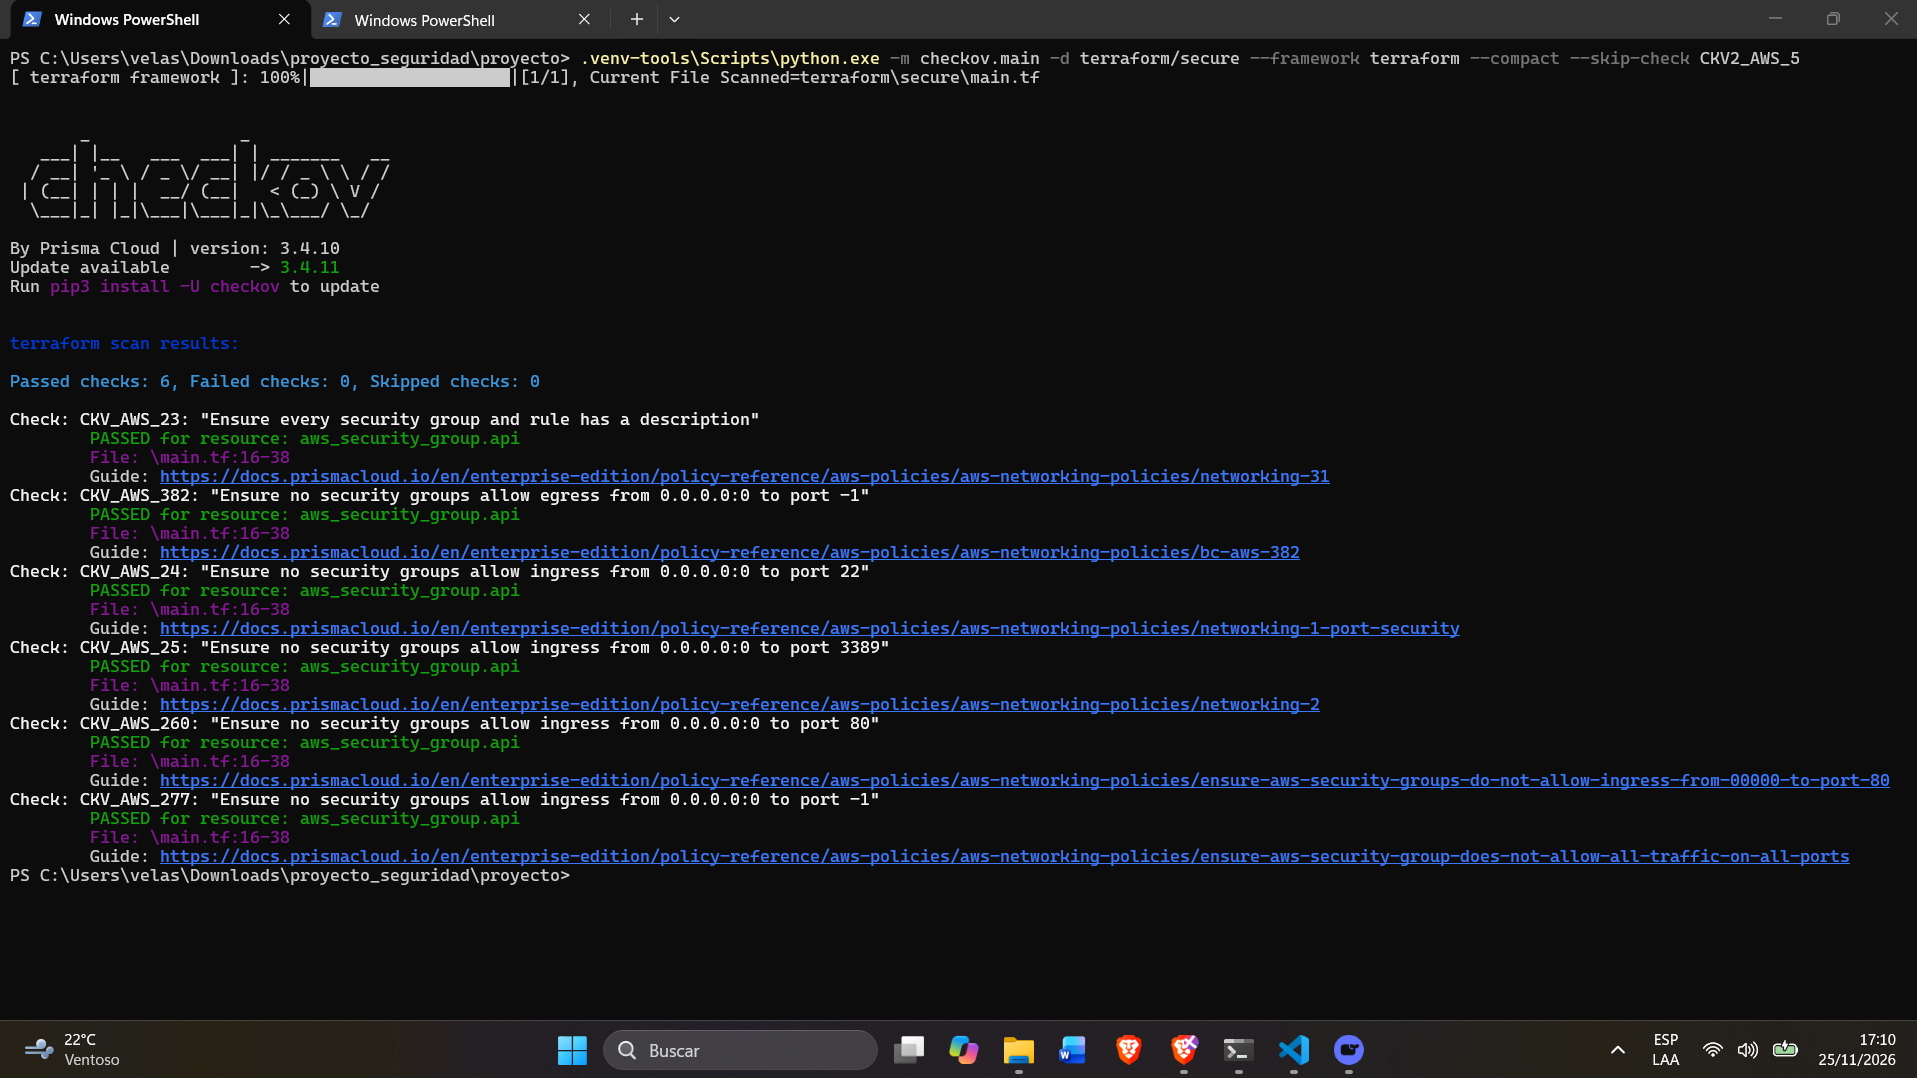 Windows PowerShell
Windows PowerShell
PS C:\Users\velas\Downloads\proyecto_seguridad\proyecto> .venv-tools\Scripts\python.exe -m checkov.main -d terraform/secure --framework terraform --compact --skip-check CKV2_AWS_5
[ terraform framework ]: 100%|████████████████████|[1/1], Current File Scanned=terraform\secure\main.tf
checkov
By Prisma Cloud | version: 3.4.10
Update available -> 3.4.11
Run pip3 install -U checkov to update
terraform scan results:
Passed checks: 6, Failed checks: 0, Skipped checks: 0
Check: CKV_AWS_23: "Ensure every security group and rule has a description"
PASSED for resource: aws_security_group.api
File: \main.tf:16-38
Guide: https://docs.prismacloud.io/en/enterprise-edition/policy-reference/aws-policies/aws-networking-policies/networking-31
Check: CKV_AWS_382: "Ensure no security groups allow egress from 0.0.0.0:0 to port -1"
PASSED for resource: aws_security_group.api
File: \main.tf:16-38
Guide: https://docs.prismacloud.io/en/enterprise-edition/policy-reference/aws-policies/aws-networking-policies/bc-aws-382
Check: CKV_AWS_24: "Ensure no security groups allow ingress from 0.0.0.0:0 to port 22"
PASSED for resource: aws_security_group.api
File: \main.tf:16-38
Guide: https://docs.prismacloud.io/en/enterprise-edition/policy-reference/aws-policies/aws-networking-policies/networking-1-port-security
Check: CKV_AWS_25: "Ensure no security groups allow ingress from 0.0.0.0:0 to port 3389"
PASSED for resource: aws_security_group.api
File: \main.tf:16-38
Guide: https://docs.prismacloud.io/en/enterprise-edition/policy-reference/aws-policies/aws-networking-policies/networking-2
Check: CKV_AWS_260: "Ensure no security groups allow ingress from 0.0.0.0:0 to port 80"
PASSED for resource: aws_security_group.api
File: \main.tf:16-38
Guide: https://docs.prismacloud.io/en/enterprise-edition/policy-reference/aws-policies/aws-networking-policies/ensure-aws-security-groups-do-not-allow-ingress-from-00000-to-port-80
Check: CKV_AWS_277: "Ensure no security groups allow ingress from 0.0.0.0:0 to port -1"
PASSED for resource: aws_security_group.api
File: \main.tf:16-38
Guide: https://docs.prismacloud.io/en/enterprise-edition/policy-reference/aws-policies/aws-networking-policies/ensure-aws-security-group-does-not-allow-all-traffic-on-all-ports
PS C:\Users\velas\Downloads\proyecto_seguridad\proyecto>
22°C
Ventoso
Buscar
ESP
LAA
17:10
25/11/2026